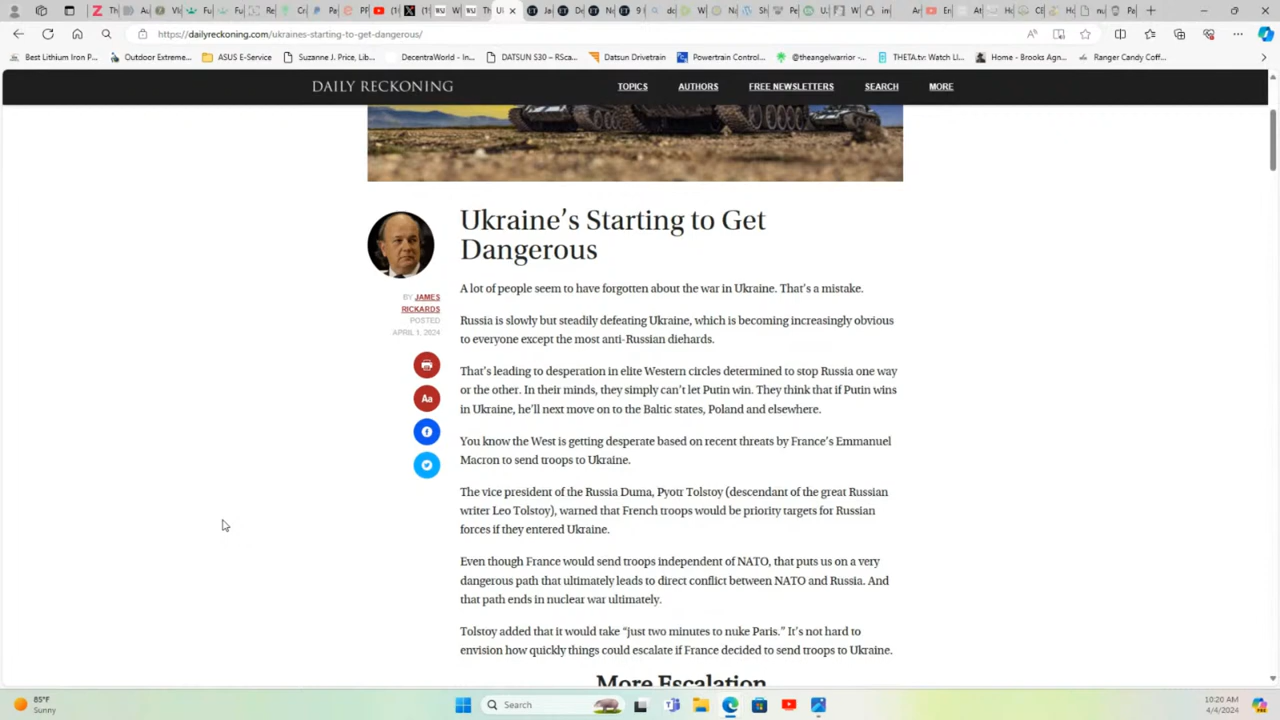 https://dailyreckoning.com/ukraines-starting-to-get-dangerous/
Best Lithium Iron P... Outdoor Extreme... ASUS E-Service Suzanne J. Price, Lib... DecentraWorld - In... DATSUN S30 – RSca... Datsun Drivetrain Powertrain Control... @theangelwarrior -... THETA.tv: Watch Li... Home - Brooks Agn... Ranger Candy Coff...
DAILY RECKONING TOPICS AUTHORS FREE NEWSLETTERS SEARCH MORE
Ukraine’s Starting to Get
Dangerous
BY JAMES
RICKARDS
POSTED
APRIL 1, 2024
Aa
A lot of people seem to have forgotten about the war in Ukraine. That’s a mistake.
Russia is slowly but steadily defeating Ukraine, which is becoming increasingly obvious
to everyone except the most anti-Russian diehards.
That’s leading to desperation in elite Western circles determined to stop Russia one way
or the other. In their minds, they simply can’t let Putin win. They think that if Putin wins
in Ukraine, he’ll next move on to the Baltic states, Poland and elsewhere.
You know the West is getting desperate based on recent threats by France’s Emmanuel
Macron to send troops to Ukraine.
The vice president of the Russia Duma, Pyotr Tolstoy (descendant of the great Russian
writer Leo Tolstoy), warned that French troops would be priority targets for Russian
forces if they entered Ukraine.
Even though France would send troops independent of NATO, that puts us on a very
dangerous path that ultimately leads to direct conflict between NATO and Russia. And
that path ends in nuclear war ultimately.
Tolstoy added that it would take “just two minutes to nuke Paris.” It’s not hard to
envision how quickly things could escalate if France decided to send troops to Ukraine.
More Escalation
85°F
Sunny
Search
10:20 AM
4/4/2024